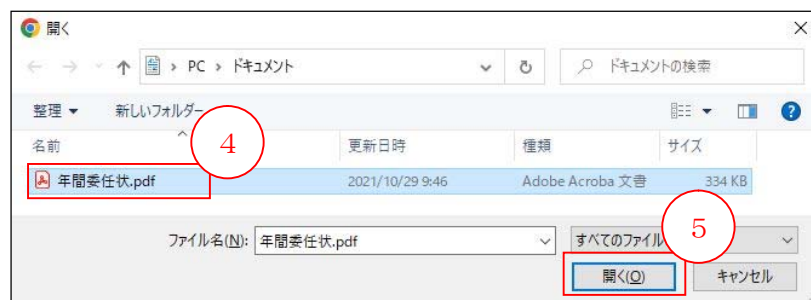 開く
PC › ドキュメント
ドキュメントの検索
整理 新しいフォルダー
4
名前 更新日時 種類 サイズ
年間委任状.pdf 2021/10/29 9:46 Adobe Acroba 文書 334 KB
5
ファイル名(N): 年間委任状.pdf すべてのファイル
開く(O) キャンセル